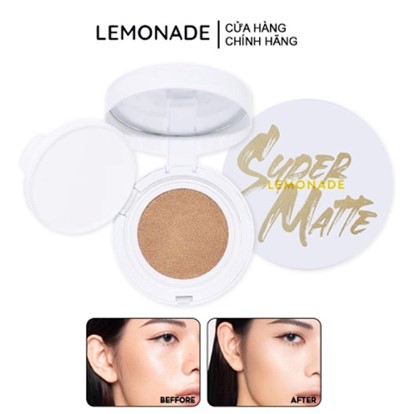 LEMONADE
CỬA HÀNG
CHÍNH HÃNG
SUPER
LEMONADE
MATTE
BEFFORE
AFTER